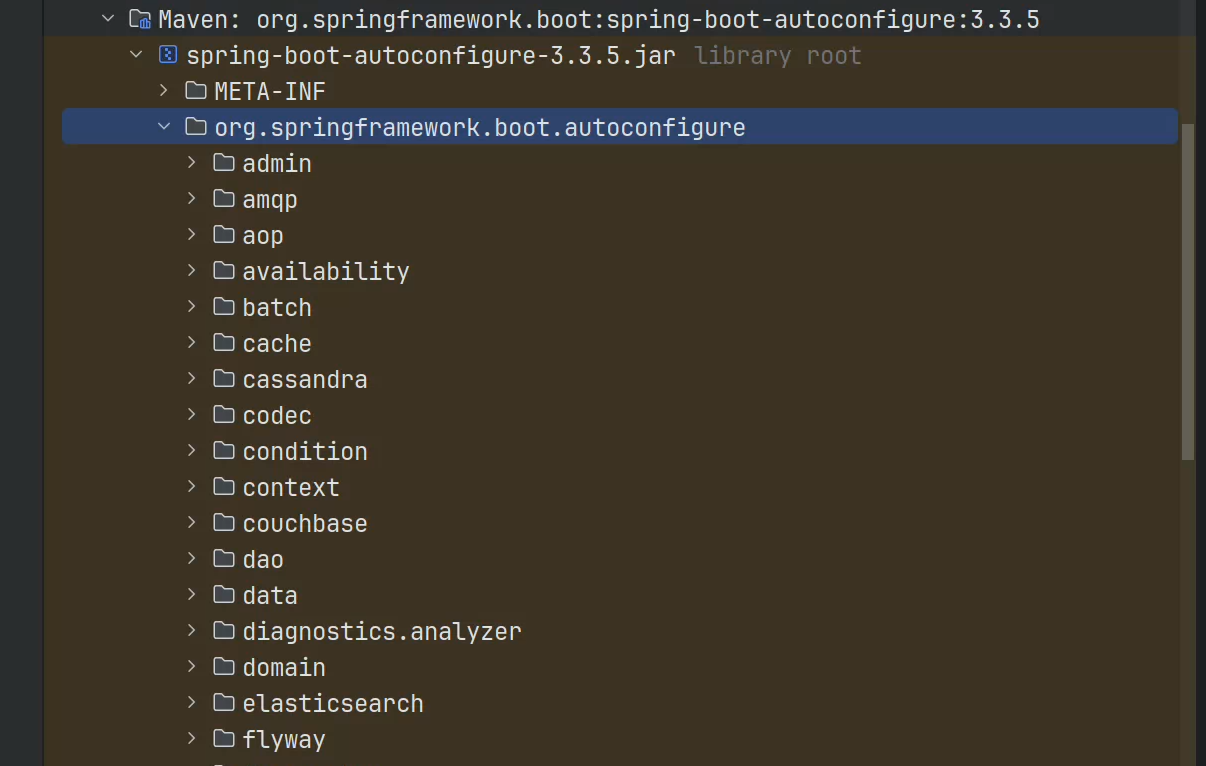 Maven: org.springframework.boot:spring-boot-autoconfigure:3.3.5
spring-boot-autoconfigure-3.3.5.jar library root
META-INF
org.springframework.boot.autoconfigure
admin
amqp
aop
availability
batch
cache
cassandra
codec
condition
context
couchbase
dao
data
diagnostics.analyzer
domain
elasticsearch
flyway